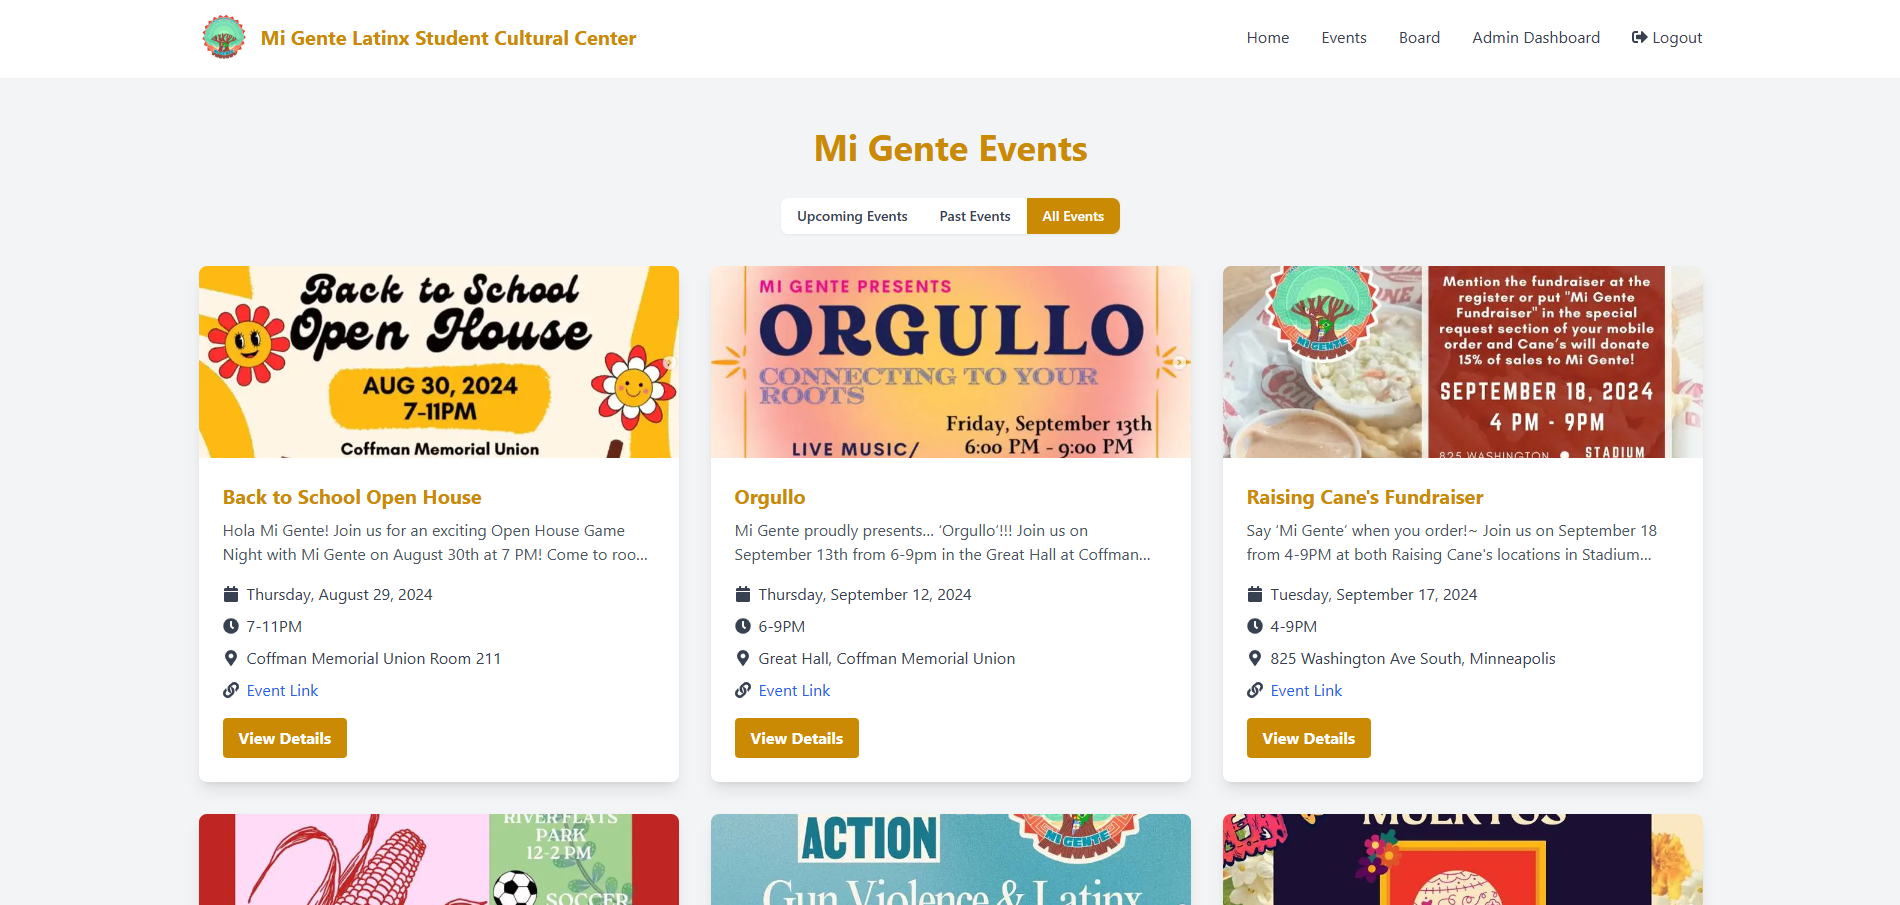 Mi Gente Latinx Student Cultural Center
Home
Events
Board
Admin Dashboard
Logout
Mi Gente Events
Upcoming Events
Past Events
All Events
Back to School
Open House
AUG 30, 2024
7-11PM
Coffman Memorial Union
MI GENTE PRESENTS
ORGULLO
CONNECTING TO YOUR
ROOTS
Friday, September 13th
6:00 PM - 9:00 PM
LIVE MUSIC/
MI GENTE
Mention the fundraiser at the
register or put "Mi Gente
Fundraiser" in the special
request section of your mobile
order and Cane's will donate
15% of sales to Mi Gente!
SEPTEMBER 18, 2024
4 PM - 9PM
825 WASHINGTON
STADIUM
Back to School Open House
Hola Mi Gente! Join us for an exciting Open House Game
Night with Mi Gente on August 30th at 7 PM! Come to roo...
Thursday, August 29, 2024
7-11PM
Coffman Memorial Union Room 211
Event Link
View Details
Orgullo
Mi Gente proudly presents... ‘Orgullo’!!! Join us on
September 13th from 6-9pm in the Great Hall at Coffman...
Thursday, September 12, 2024
6-9PM
Great Hall, Coffman Memorial Union
Event Link
View Details
Raising Cane's Fundraiser
Say ‘Mi Gente’ when you order!~ Join us on September 18
from 4-9PM at both Raising Cane's locations in Stadium...
Tuesday, September 17, 2024
4-9PM
825 Washington Ave South, Minneapolis
Event Link
View Details
RIVER FLATS
PARK
12-2 PM
SOCCER
ACTION
MI GENTE
Gun Violence & Latinx
MUERTOS